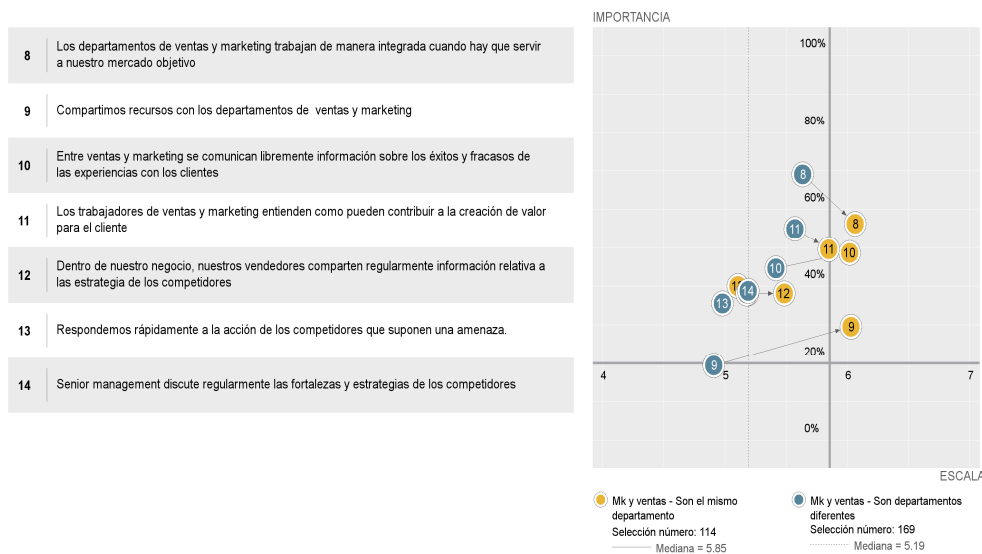 8
Los departamentos de ventas y marketing trabajan de manera integrada cuando hay que servir
a nuestro mercado objetivo
9
Compartimos recursos con los departamentos de ventas y marketing
10
Entre ventas y marketing se comunican libremente información sobre los éxitos y fracasos de
las experiencias con los clientes
11
Los trabajadores de ventas y marketing entienden como pueden contribuir a la creación de valor
para el cliente
12
Dentro de nuestro negocio, nuestros vendedores comparten regularmente información relativa a
las estrategia de los competidores
13
Respondemos rápidamente a la acción de los competidores que suponen una amenaza.
14
Senior management discute regularmente las fortalezas y estrategias de los competidores
IMPORTANCIA
100%
80%
8
60%
8
11
11
10
10
40%
14
12
13
9
20%
9
4
5
6
7
0%
ESCALA
Mk y ventas - Son el mismo
departamento
Selección número: 114
Mediana = 5.85
Mk y ventas - Son departamentos
diferentes
Selección número: 169
Mediana = 5.19